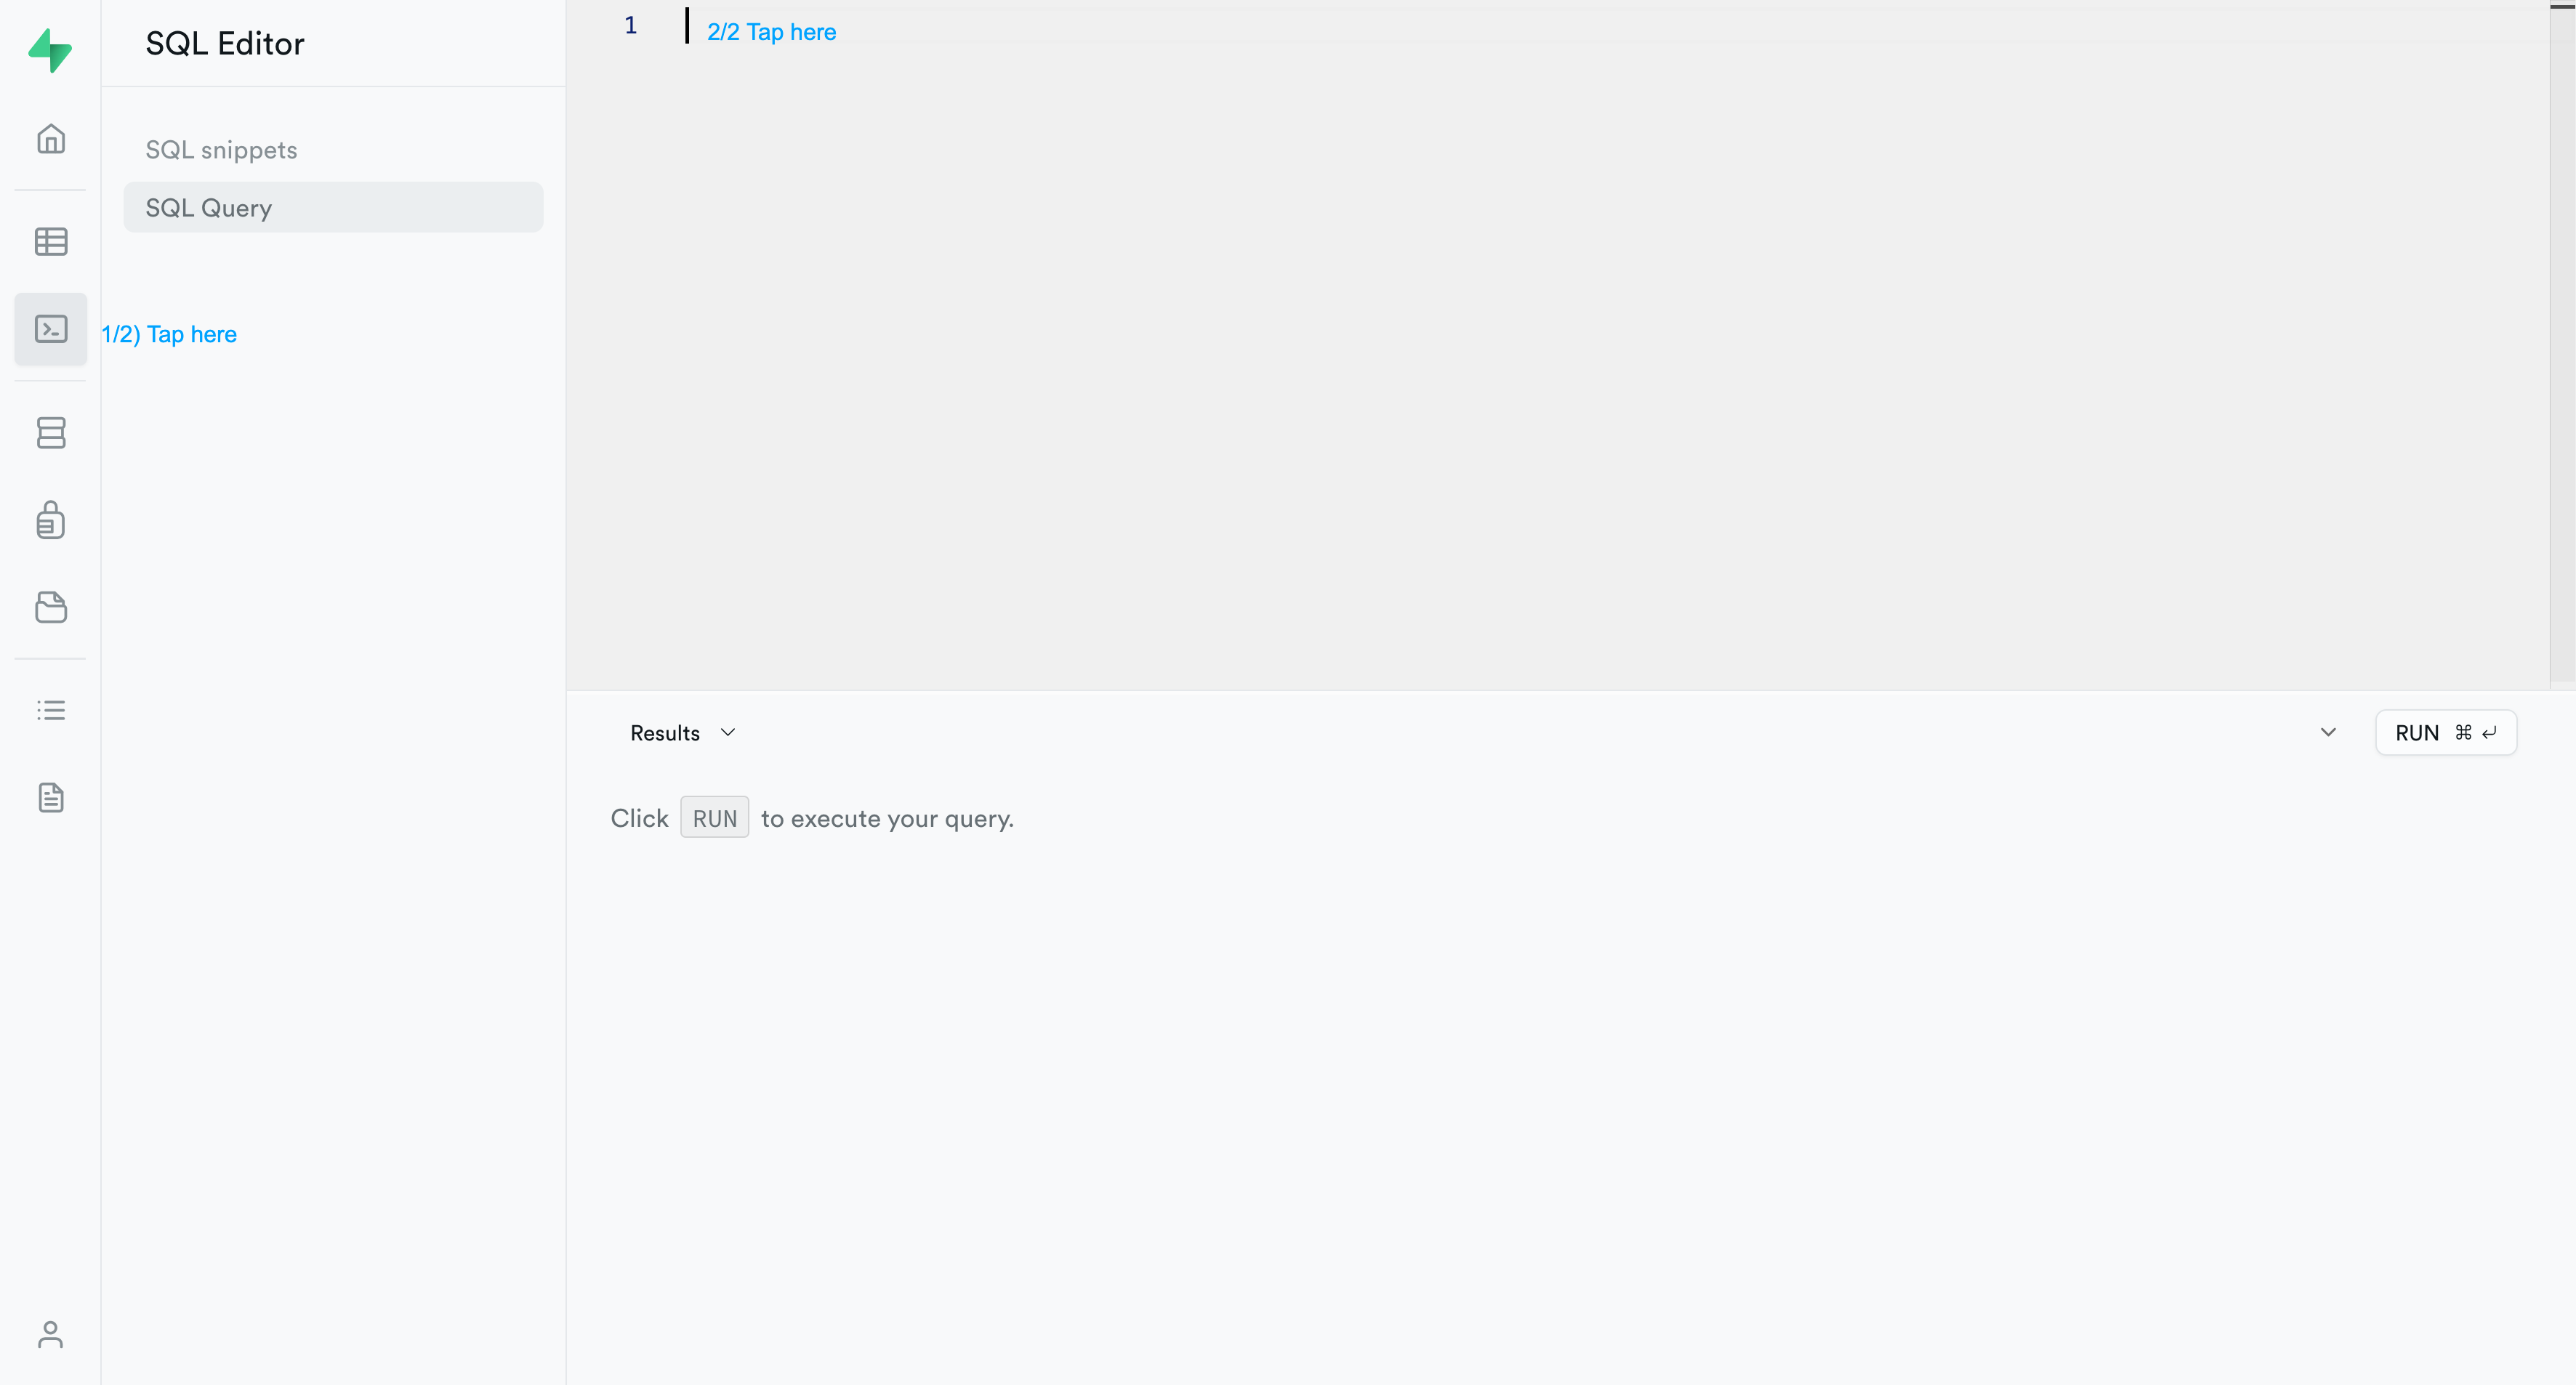 SQL Editor
SQL snippets
SQL Query
1/2) Tap here
1
2/2 Tap here
Results
RUN ⌘ ↵
Click RUN to execute your query.